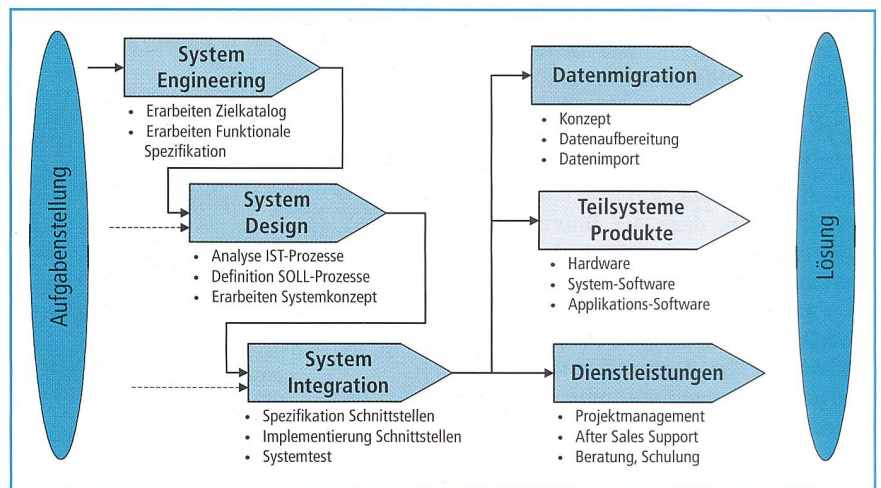 Aufgabenstellung
System
Engineering
• Erarbeiten Zielkatalog
• Erarbeiten Funktionale
Spezifikation
System
Design
• Analyse IST-Prozesse
• Definition SOLL-Prozesse
• Erarbeiten Systemkonzept
System
Integration
• Spezifikation Schnittstellen
• Implementierung Schnittstellen
• Systemtest
Datenmigration
• Konzept
• Datenaufbereitung
• Datenimport
Teilsysteme
Produkte
• Hardware
• System-Software
• Applikations-Software
Dienstleistungen
• Projektmanagement
• After Sales Support
• Beratung, Schulung
Lösung